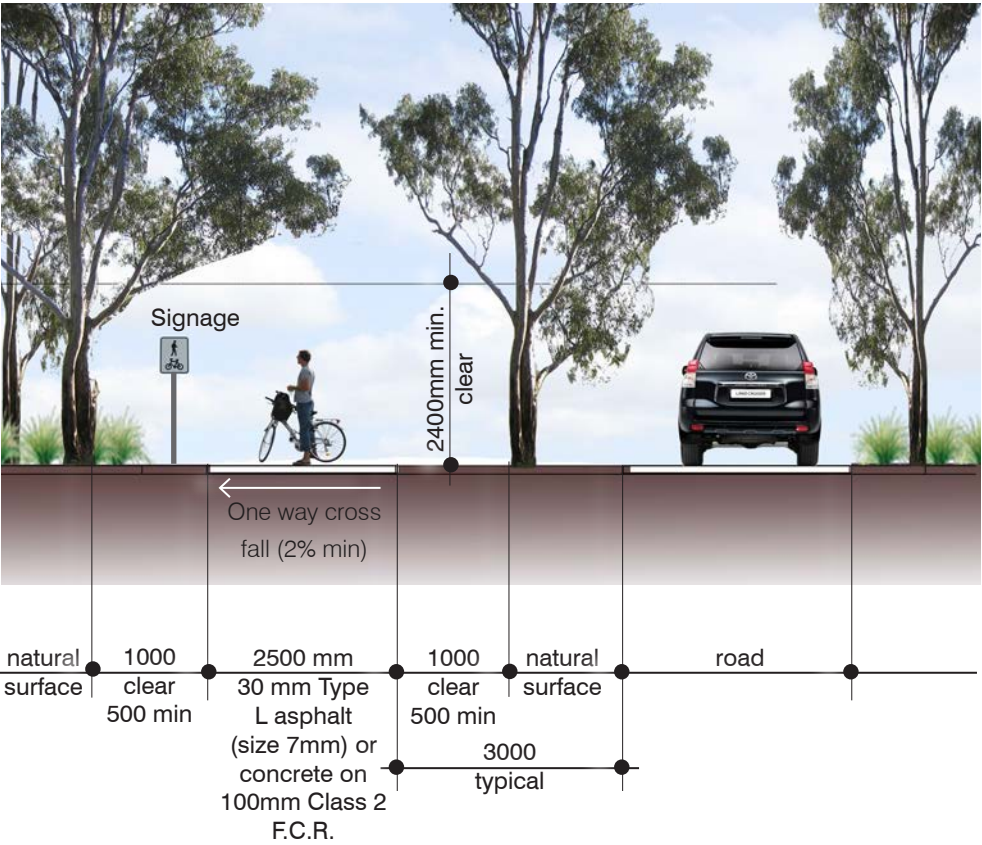 Signage
2400mm min.
clear
LAND CRUISER
One way cross
fall (2% min)
natural
surface
1000
clear
500 min
2500 mm
30 mm Type
L asphalt
(size 7mm) or
concrete on
100mm Class 2
F.C.R.
1000
clear
500 min
natural
surface
road
3000
typical